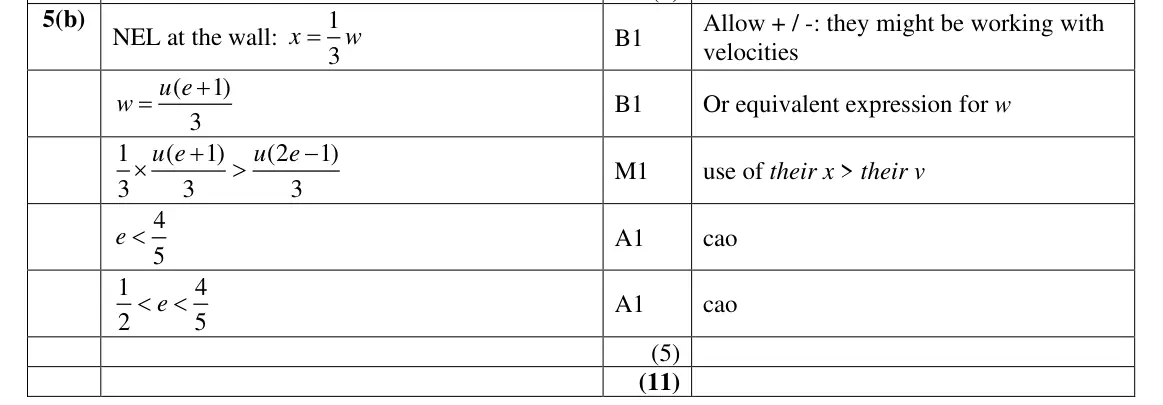 5(b) NEL at the wall: x = 1/3 w B1 Allow + / -: they might be working with
velocities
w = u(e+1)/3 B1 Or equivalent expression for w
1/3 × u(e+1)/3 > u(2e−1)/3 M1 use of their x > their v
e < 4/5 A1 cao
1/2 < e < 4/5 A1 cao
(5)
(11)